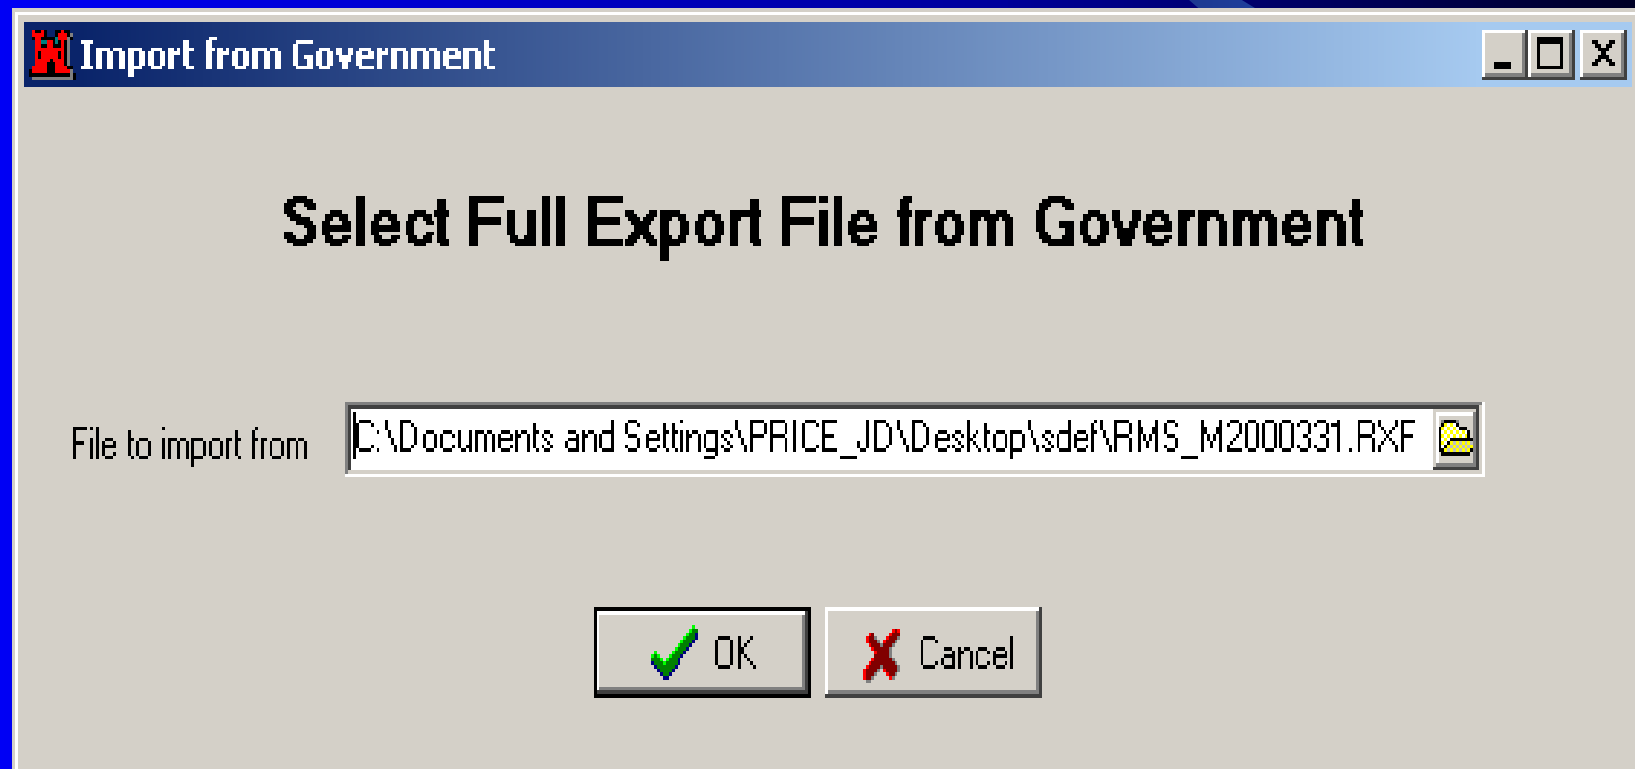 Import from Government
Select Full Export File from Government
File to import from C:\Documents and Settings\PRICE_JD\Desktop\sdef\RMS_M2000331.RXF
OK Cancel